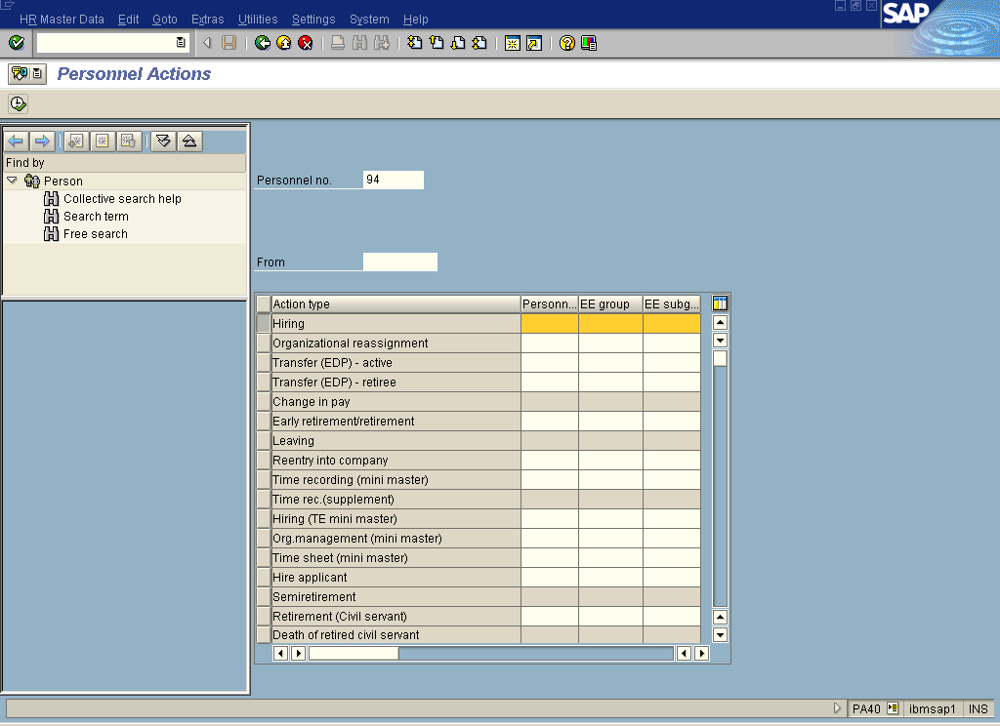 HR Master Data Edit Goto Extras Utilities Settings System Help
SAP
Personnel Actions
Find by
Person
Collective search help
Search term
Free search
Personnel no. 94
From
Action type Personn... EE group EE subg...
Hiring
Organizational reassignment
Transfer (EDP) - active
Transfer (EDP) - retiree
Change in pay
Early retirement/retirement
Leaving
Reentry into company
Time recording (mini master)
Time rec.(supplement)
Hiring (TE mini master)
Org.management (mini master)
Time sheet (mini master)
Hire applicant
Semiretirement
Retirement (Civil servant)
Death of retired civil servant
PA40 ibmsap1 INS